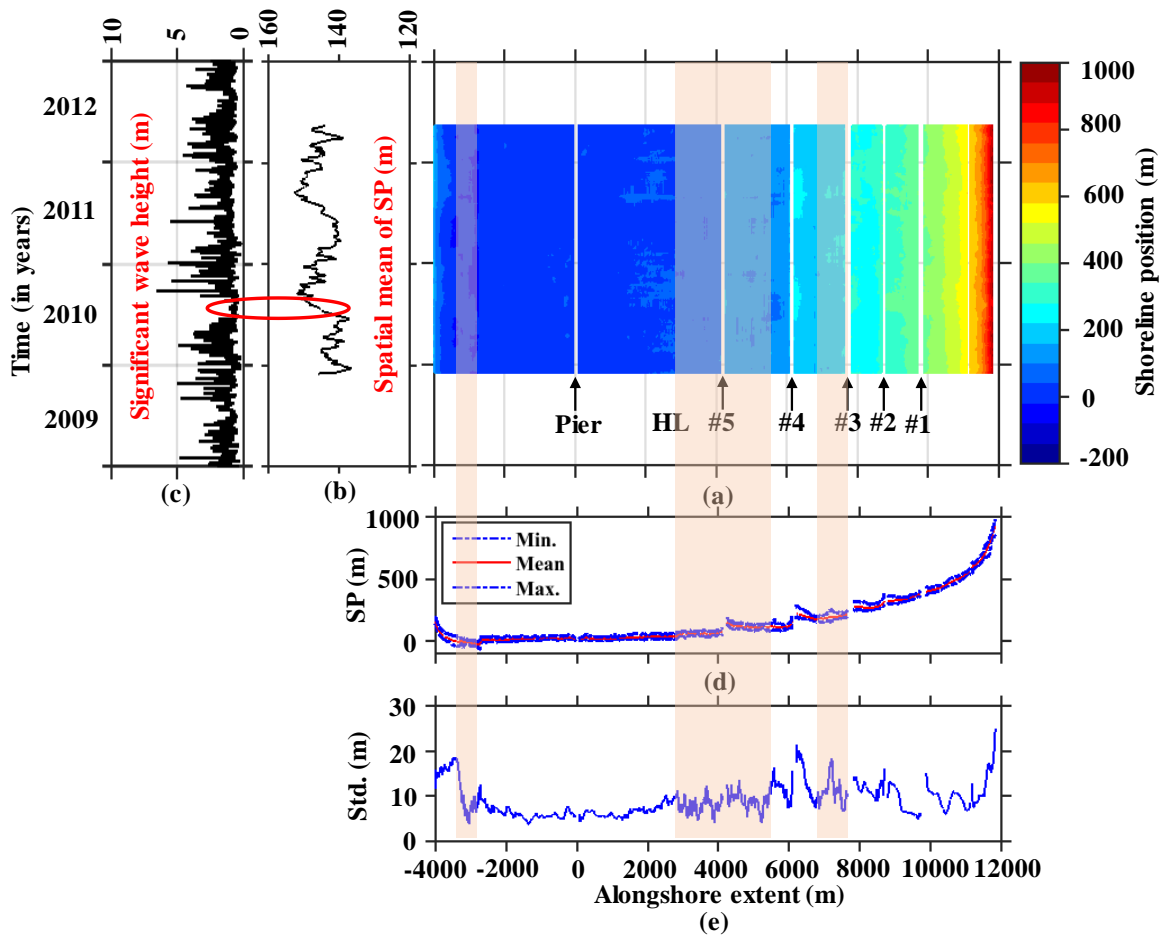 10
5
0
160
140
120
2012
2011
2010
2009
Time (in years)
Significant wave height (m)
Spatial mean of SP (m)
Pier
HL
#5
#4
#3
#2
#1
1000
800
600
400
200
0
-200
Shoreline position (m)
(c)
(b)
(a)
1000
500
0
SP (m)
Min.
Mean
Max.
(d)
30
20
10
0
Std. (m)
-4000
-2000
0
2000
4000
6000
8000
10000
12000
Alongshore extent (m)
(e)